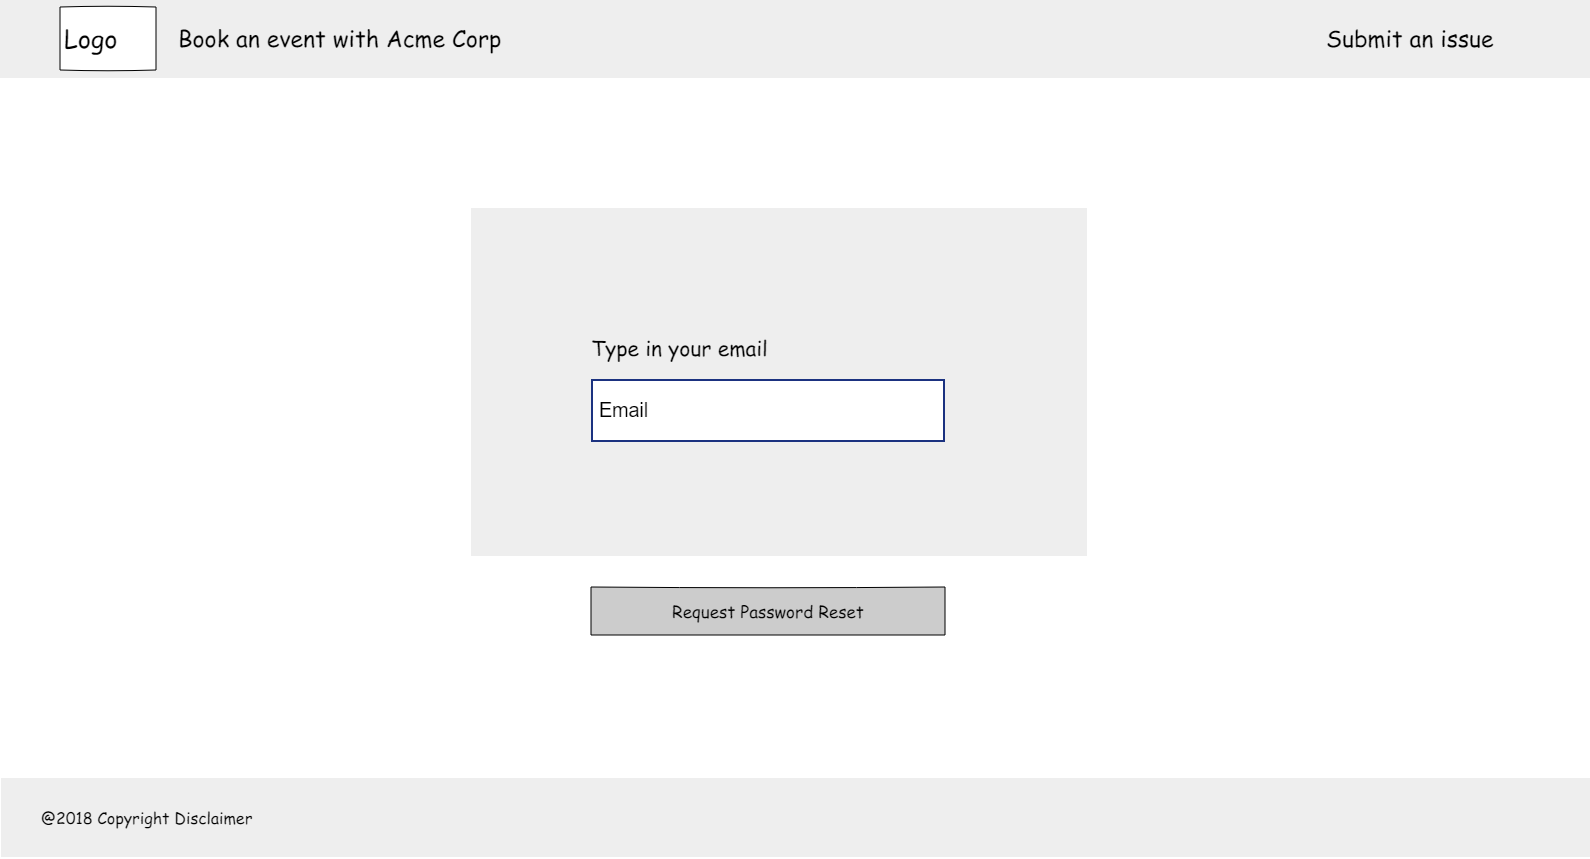 Logo
Book an event with Acme Corp
Submit an issue
Type in your email
Email
Request Password Reset
@2018 Copyright Disclaimer